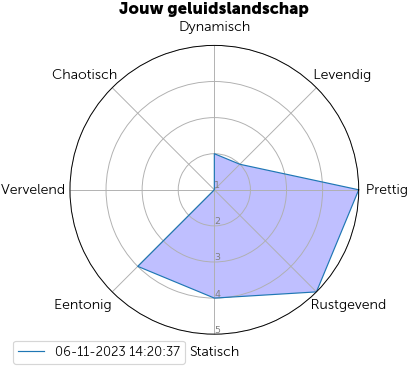 Jouw geluidslandschap
Dynamisch
Chaotisch
Levendig
Vervelend
1
Prettig
2
3
4
Eentonig
Rustgevend
5
06-11-2023 14:20:37
Statisch